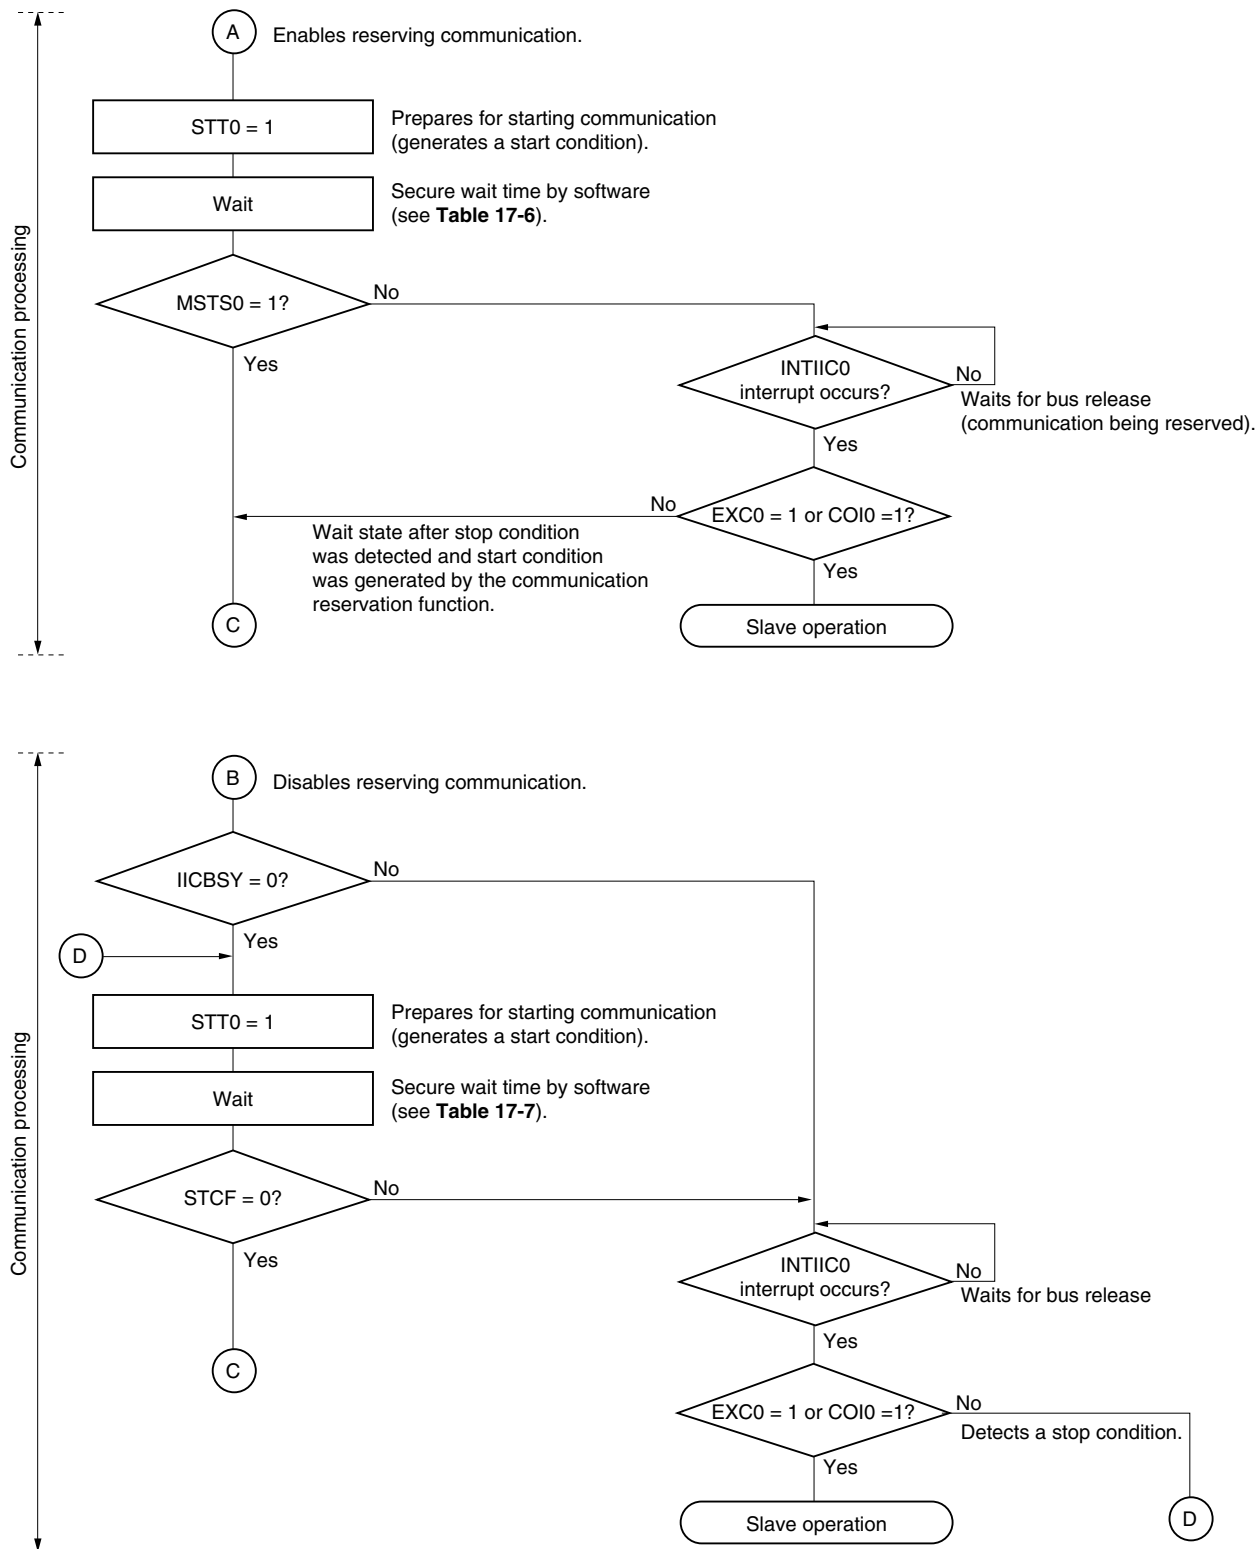 A Enables reserving communication.
STT0 = 1
Prepares for starting communication
(generates a start condition).
Wait
Secure wait time by software
(see Table 17-6).
MSTS0 = 1?
No
Yes
INTIIC0
interrupt occurs?
No
Waits for bus release
(communication being reserved).
Yes
EXC0 = 1 or COI0 =1?
No
Wait state after stop condition
was detected and start condition
was generated by the communication
reservation function.
Yes
C
Slave operation
Communication processing
B Disables reserving communication.
IICBSY = 0?
No
Yes
D
STT0 = 1
Prepares for starting communication
(generates a start condition).
Wait
Secure wait time by software
(see Table 17-7).
STCF = 0?
No
Yes
INTIIC0
interrupt occurs?
No
Waits for bus release
Yes
C
EXC0 = 1 or COI0 =1?
No
Detects a stop condition.
Yes
Slave operation
D
Communication processing